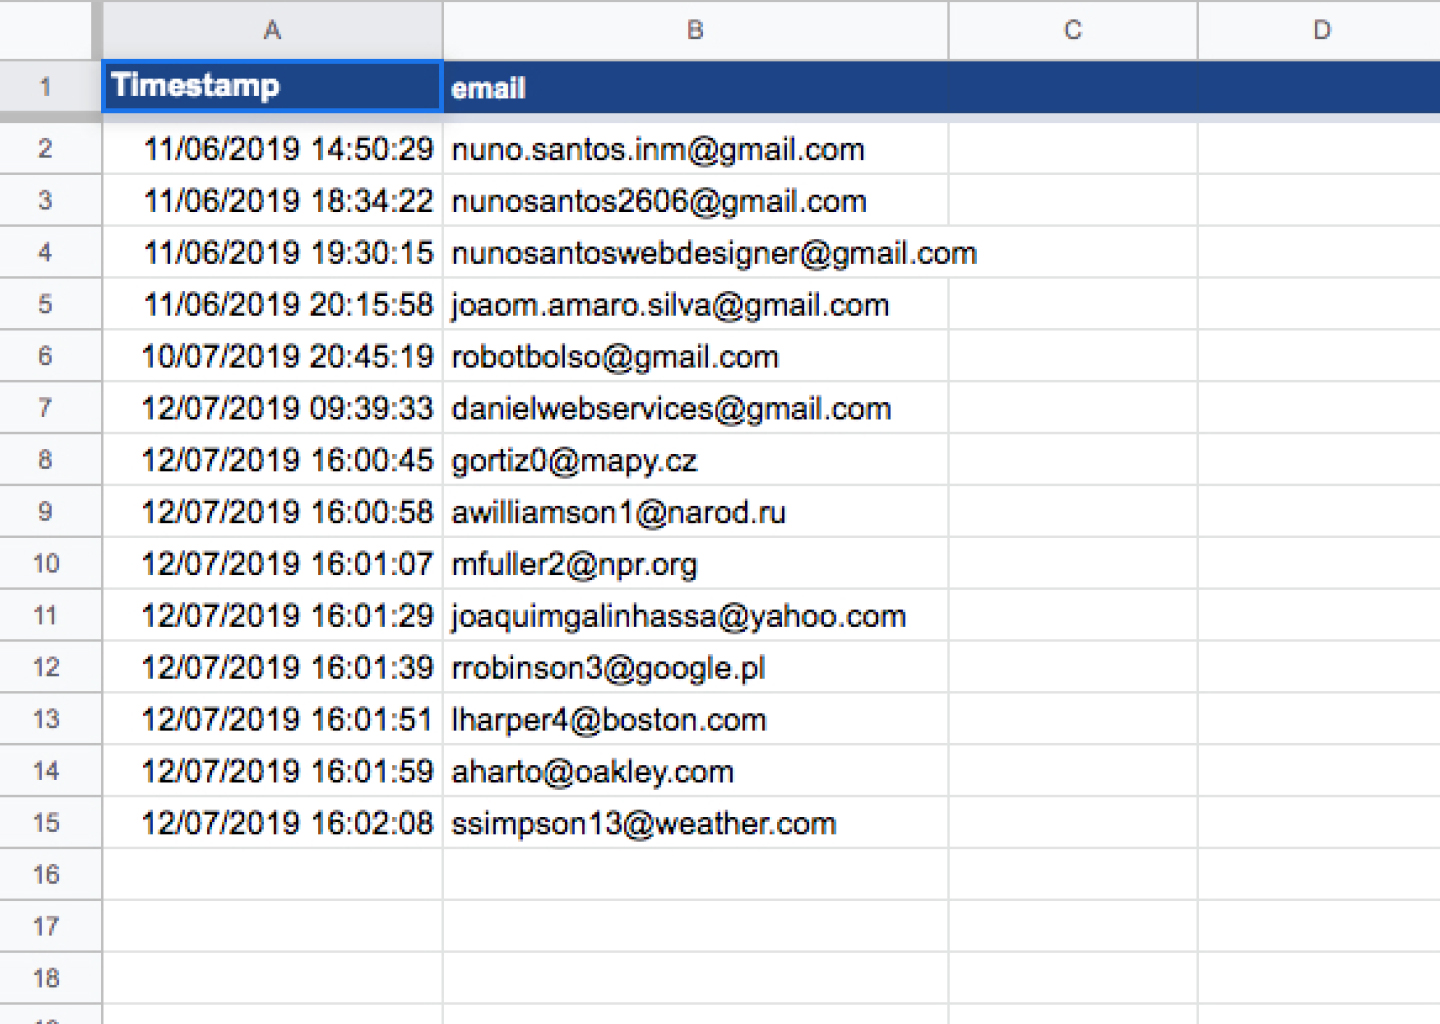 A B C D
1 Timestamp email
2 11/06/2019 14:50:29 nuno.santos.inm@gmail.com
3 11/06/2019 18:34:22 nunosantos2606@gmail.com
4 11/06/2019 19:30:15 nunosantoswebdesigner@gmail.com
5 11/06/2019 20:15:58 joaom.amaro.silva@gmail.com
6 10/07/2019 20:45:19 robotbolso@gmail.com
7 12/07/2019 09:39:33 danielwebservices@gmail.com
8 12/07/2019 16:00:45 gortiz0@mapy.cz
9 12/07/2019 16:00:58 awilliamson1@narod.ru
10 12/07/2019 16:01:07 mfuller2@npr.org
11 12/07/2019 16:01:29 joaquimgalinhassa@yahoo.com
12 12/07/2019 16:01:39 rrobinson3@google.pl
13 12/07/2019 16:01:51 lharper4@boston.com
14 12/07/2019 16:01:59 aharto@oakley.com
15 12/07/2019 16:02:08 ssimpson13@weather.com
16
17
18